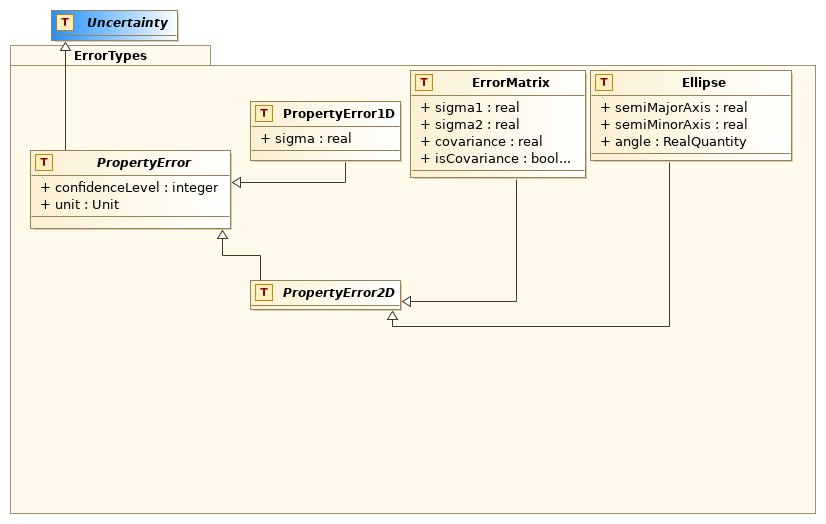 T Uncertainty
ErrorTypes
T PropertyError
+ confidenceLevel : integer
+ unit : Unit
T PropertyError1D
+ sigma : real
T ErrorMatrix
+ sigma1 : real
+ sigma2 : real
+ covariance : real
+ isCovariance : bool...
T Ellipse
+ semiMajorAxis : real
+ semiMinorAxis : real
+ angle : RealQuantity
T PropertyError2D